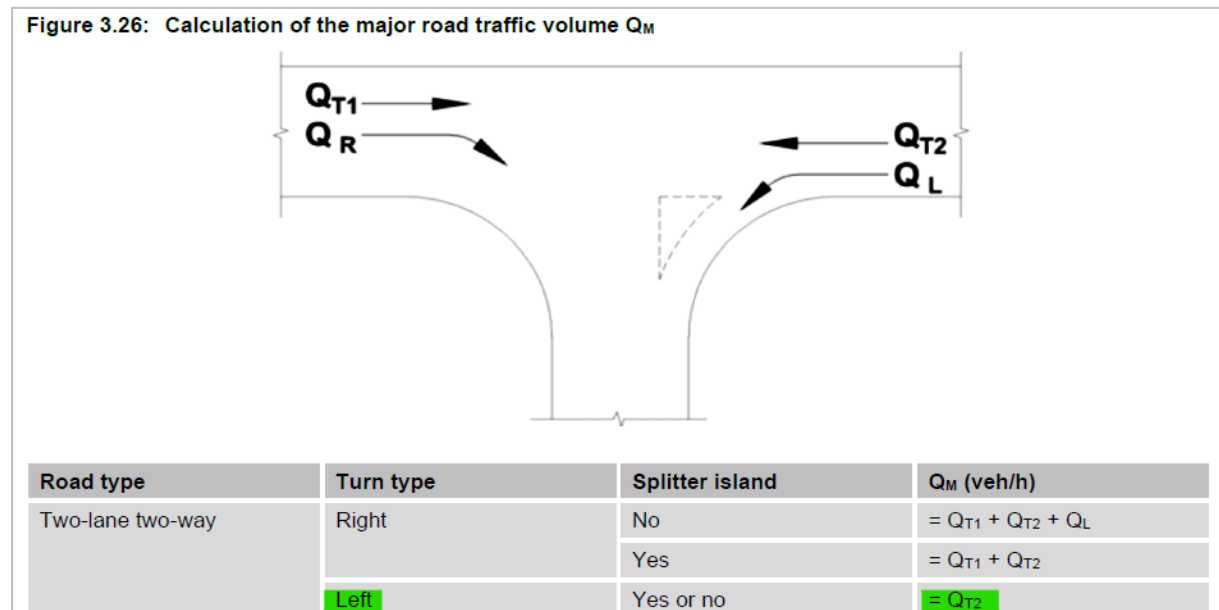 Figure 3.26: Calculation of the major road traffic volume QM
QT1
QR
QT2
QL
Road type Turn type Splitter island QM (veh/h)
Two-lane two-way Right No = QT1 + QT2 + QL
Yes = QT1 + QT2
Left Yes or no = QT2